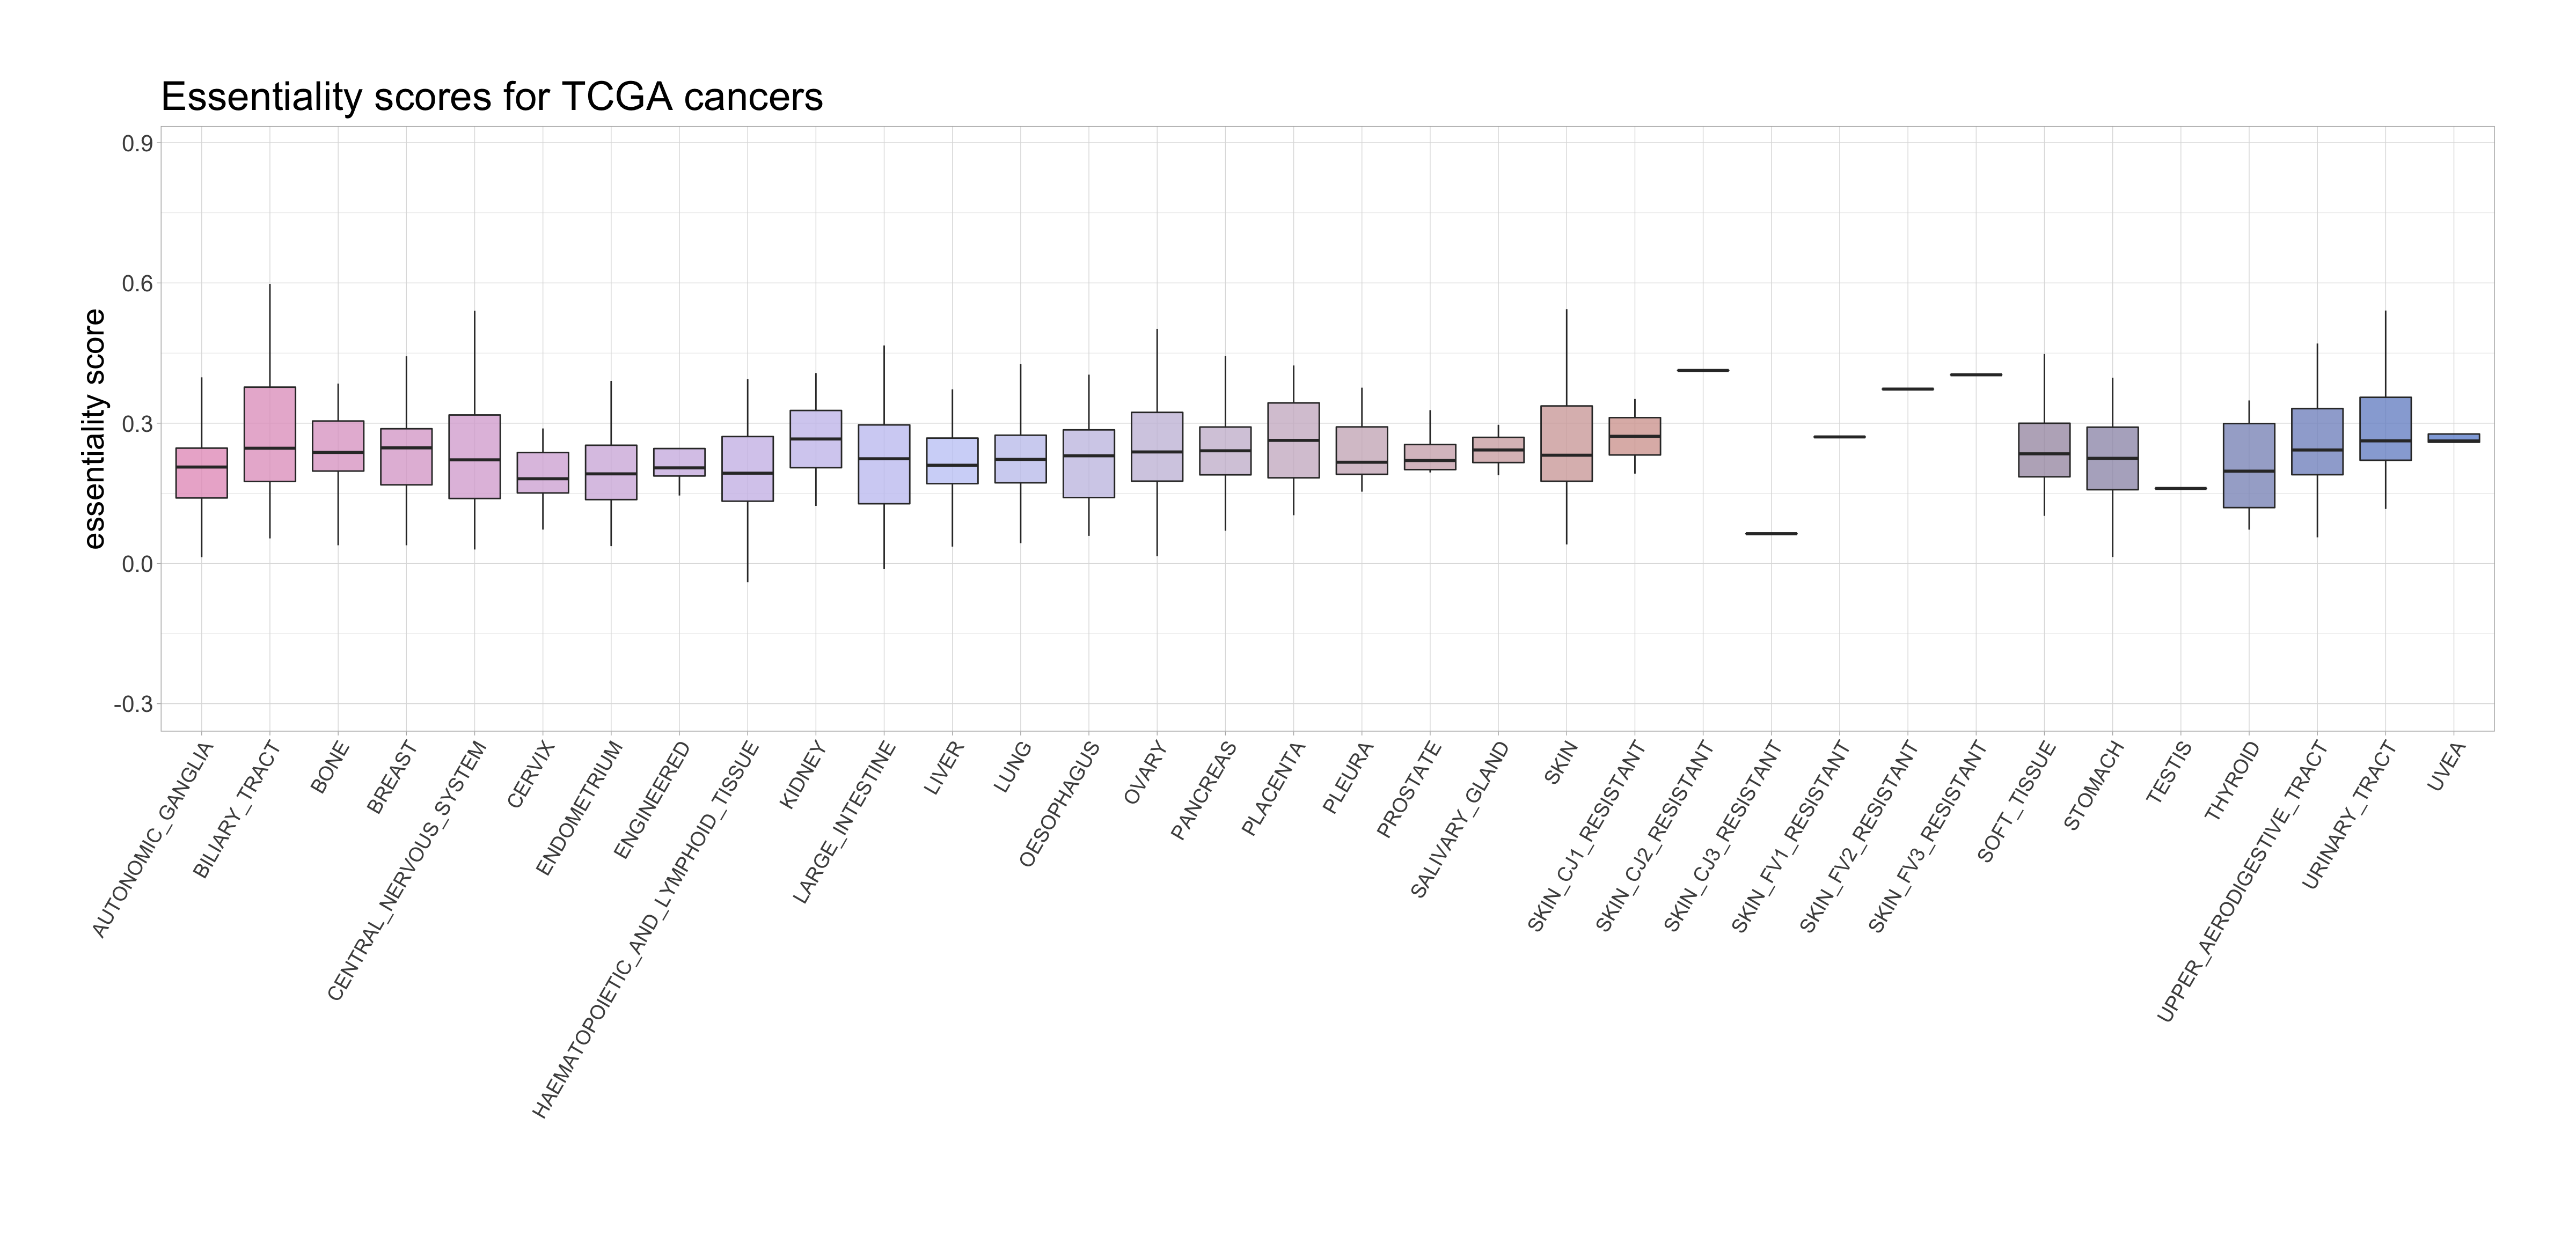 Essentiality scores for TCGA cancers
essentiality score
0.9
0.6
0.3
0.0
-0.3
AUTONOMIC_GANGLIA
BILIARY_TRACT
BONE
BREAST
CENTRAL_NERVOUS_SYSTEM
CERVIX
ENDOMETRIUM
ENGINEERED
HAEMATOPOIETIC_AND_LYMPHOID_TISSUE
KIDNEY
LARGE_INTESTINE
LIVER
LUNG
OESOPHAGUS
OVARY
PANCREAS
PLACENTA
PLEURA
PROSTATE
SALIVARY_GLAND
SKIN
SKIN_CJ1_RESISTANT
SKIN_CJ2_RESISTANT
SKIN_CJ3_RESISTANT
SKIN_FV1_RESISTANT
SKIN_FV2_RESISTANT
SKIN_FV3_RESISTANT
SOFT_TISSUE
STOMACH
TESTIS
THYROID
UPPER_AERODIGESTIVE_TRACT
URINARY_TRACT
UVEA